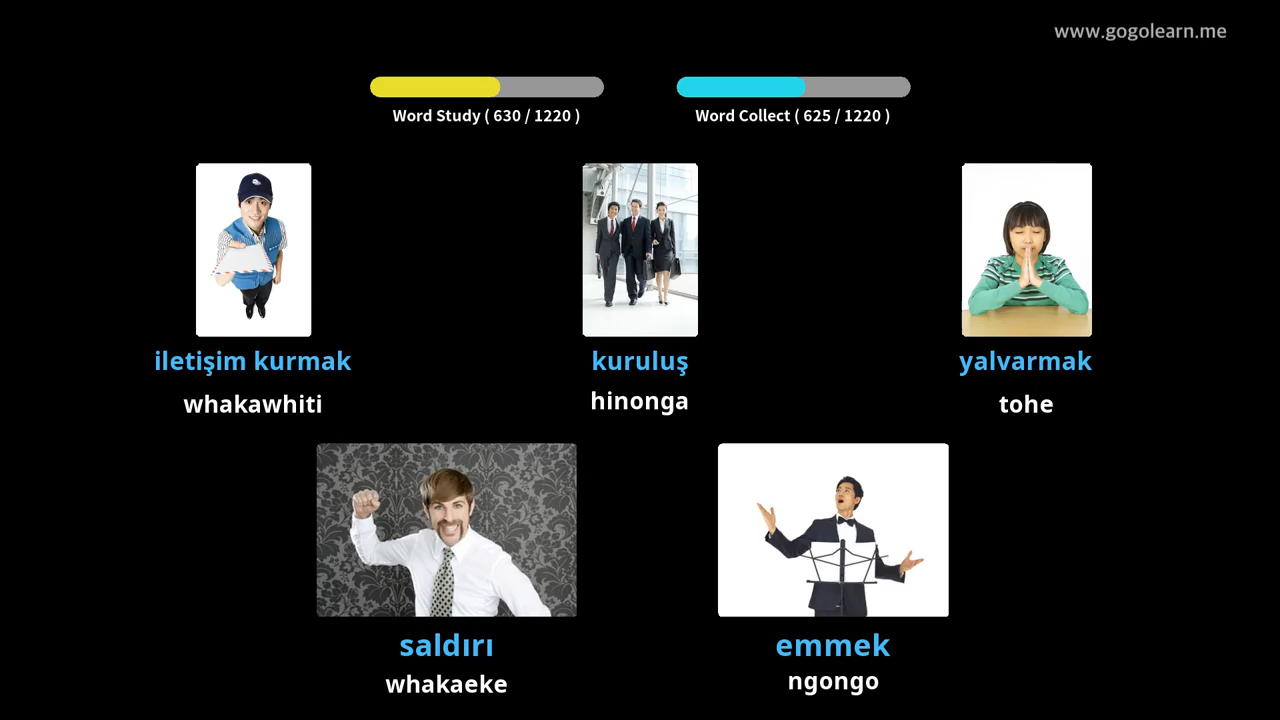 www.gogolearn.me
Word Study ( 630 / 1220 )
Word Collect ( 625 / 1220 )
iletişim kurmak
whakawhiti
kuruluş
hinonga
yalvarmak
tohe
saldırı
whakaeke
emmek
ngongo